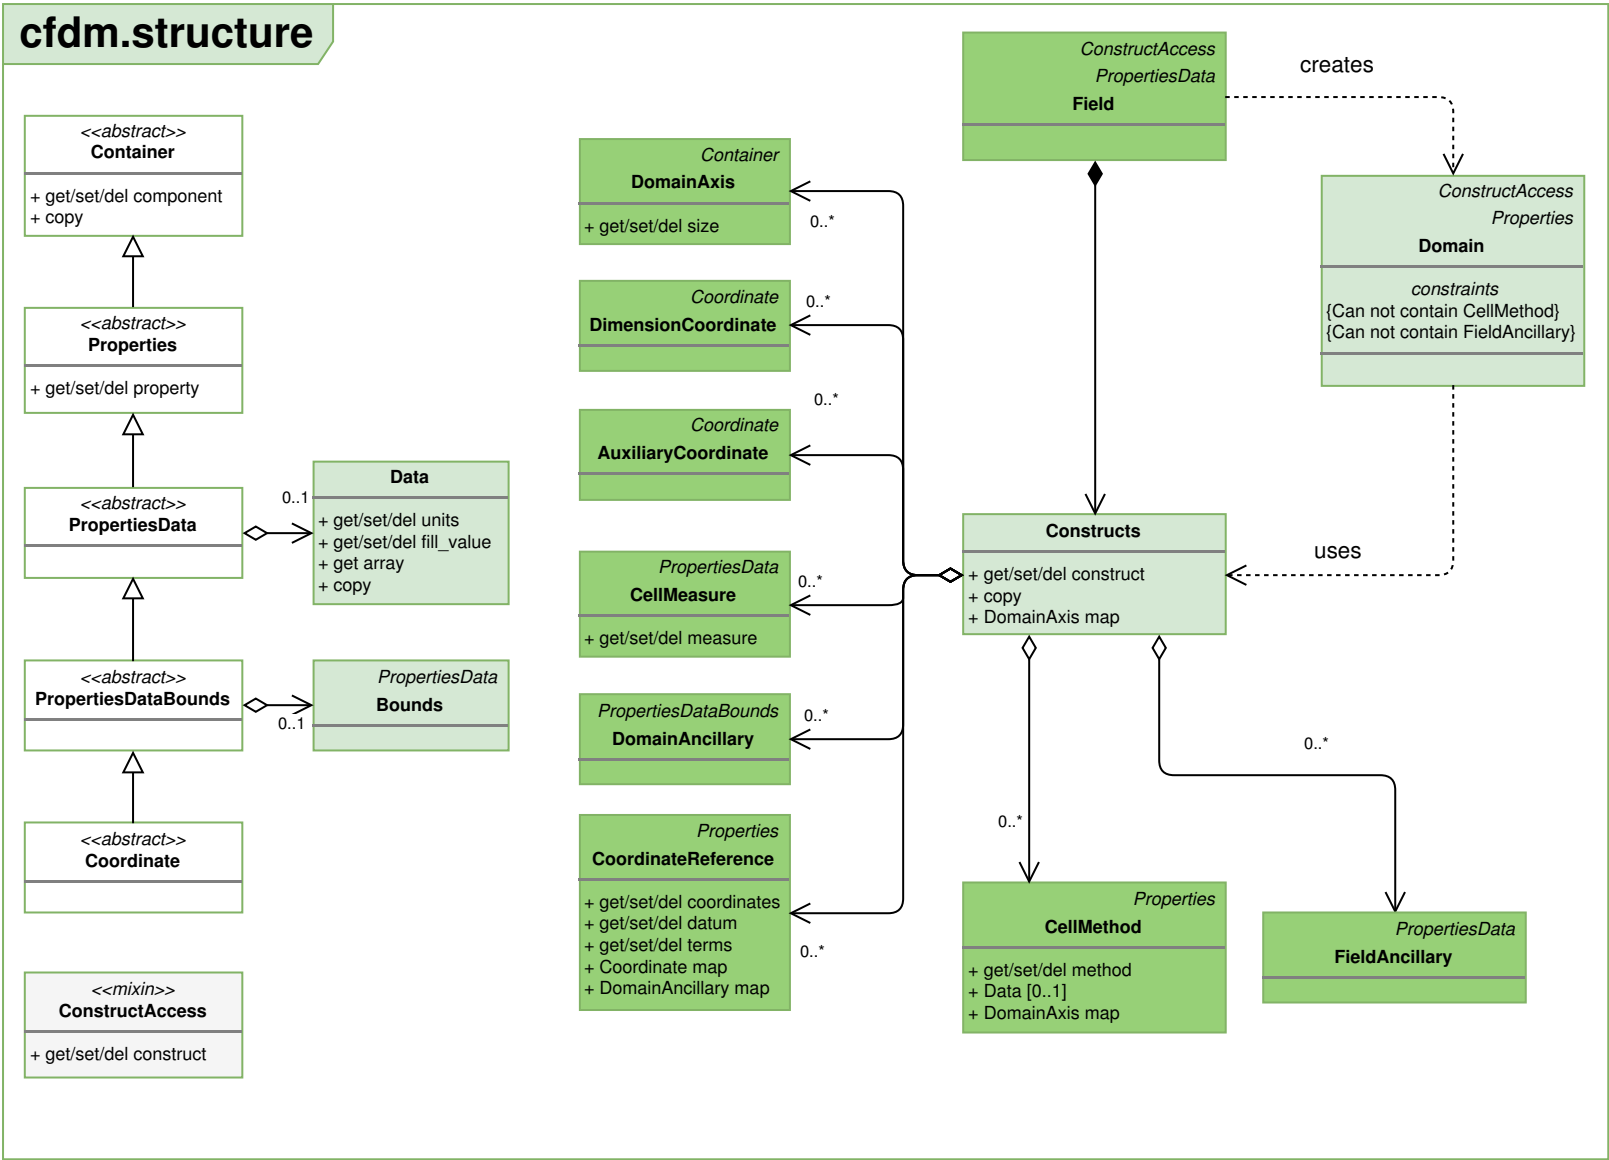 cfdm.structure
<<abstract>>
Container
+ get/set/del component
+ copy
<<abstract>>
Properties
+ get/set/del property
<<abstract>>
PropertiesData
0..1
Data
+ get/set/del units
+ get/set/del fill_value
+ get array
+ copy
<<abstract>>
PropertiesDataBounds
0..1
PropertiesData
Bounds
<<abstract>>
Coordinate
<<mixin>>
ConstructAccess
+ get/set/del construct
Container
DomainAxis
+ get/set/del size
0..*
Coordinate
DimensionCoordinate
0..*
Coordinate
AuxiliaryCoordinate
0..*
PropertiesData
CellMeasure
+ get/set/del measure
0..*
PropertiesDataBounds
DomainAncillary
0..*
Properties
CoordinateReference
+ get/set/del coordinates
+ get/set/del datum
+ get/set/del terms
+ Coordinate map
+ DomainAncillary map
0..*
ConstructAccess
PropertiesData
Field
creates
ConstructAccess
Properties
Domain
constraints
{Can not contain CellMethod}
{Can not contain FieldAncillary}
uses
Constructs
+ get/set/del construct
+ copy
+ DomainAxis map
0..*
0..*
Properties
CellMethod
+ get/set/del method
+ Data [0..1]
+ DomainAxis map
PropertiesData
FieldAncillary